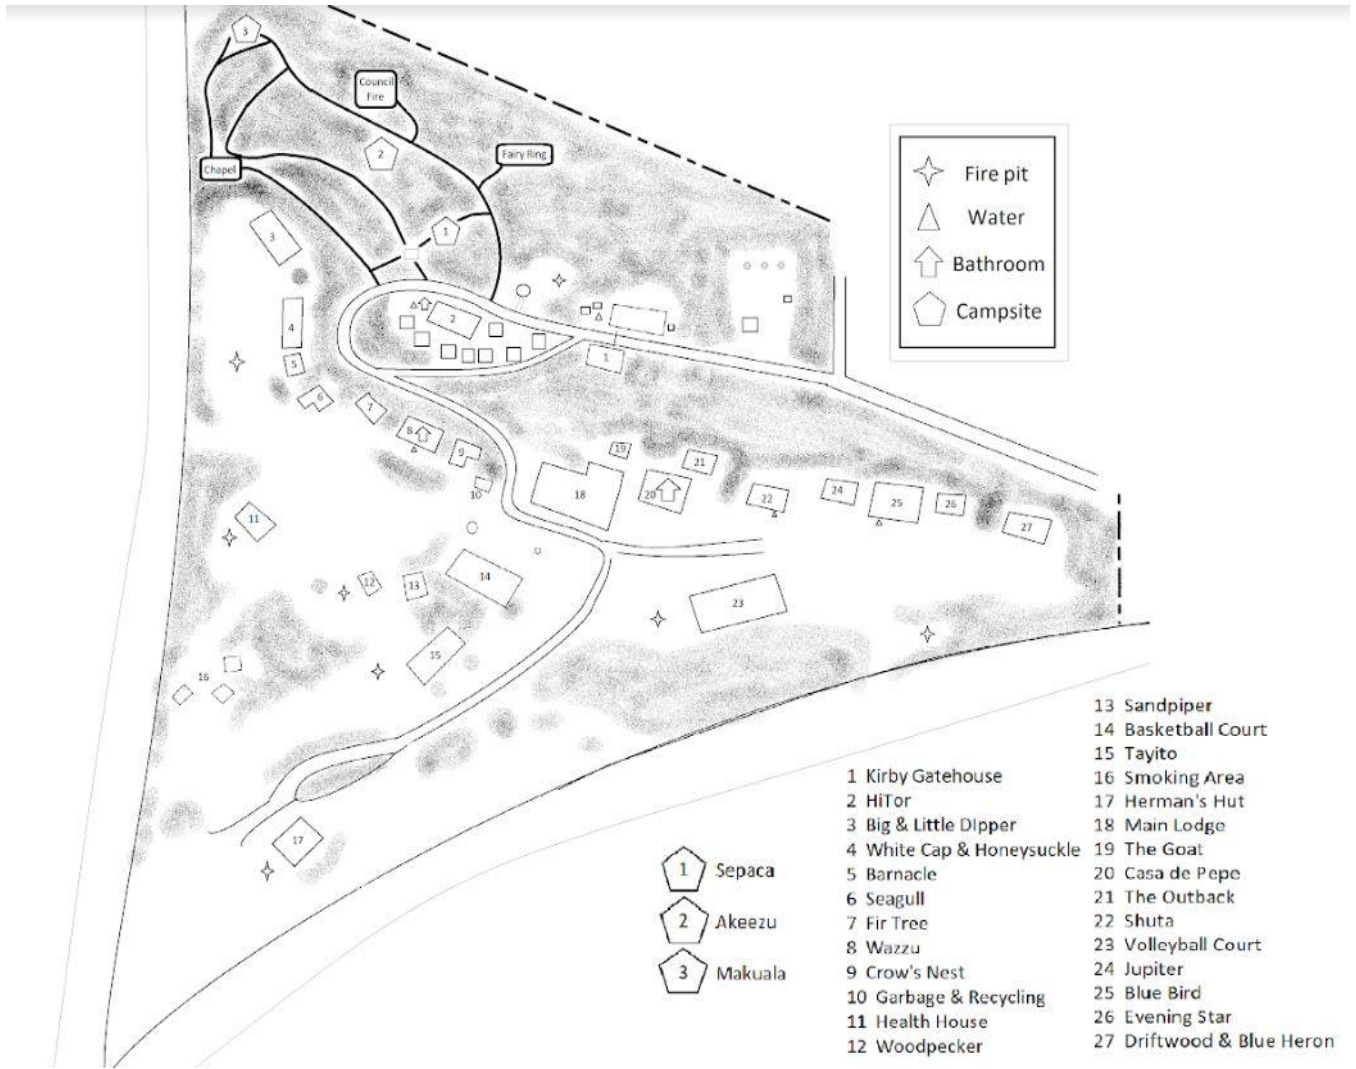 3
Council
Fire
2
Fairy Ring
Chapel
1
3
2
4
1
5
6
7
8
9
10
19
21
18
20
22
24
25
26
27
11
12
13
14
23
15
16
17
Fire pit
Water
Bathroom
Campsite
1 Sepaca
2 Akeezu
3 Makuala
1 Kirby Gatehouse
2 HiTor
3 Big & Little DIpper
4 White Cap & Honeysuckle
5 Barnacle
6 Seagull
7 Fir Tree
8 Wazzu
9 Crow's Nest
10 Garbage & Recycling
11 Health House
12 Woodpecker
13 Sandpiper
14 Basketball Court
15 Tayito
16 Smoking Area
17 Herman's Hut
18 Main Lodge
19 The Goat
20 Casa de Pepe
21 The Outback
22 Shuta
23 Volleyball Court
24 Jupiter
25 Blue Bird
26 Evening Star
27 Driftwood & Blue Heron